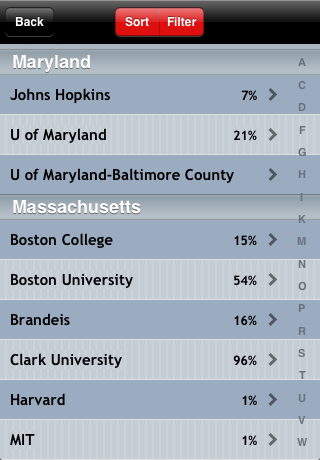 Back Sort Filter
Maryland
Johns Hopkins 7%
U of Maryland 21%
U of Maryland-Baltimore County
Massachusetts
Boston College 15%
Boston University 54%
Brandeis 16%
Clark University 96%
Harvard 1%
MIT 1%
A
C
D
F
G
H
I
K
M
N
O
P
R
S
T
U
V
W